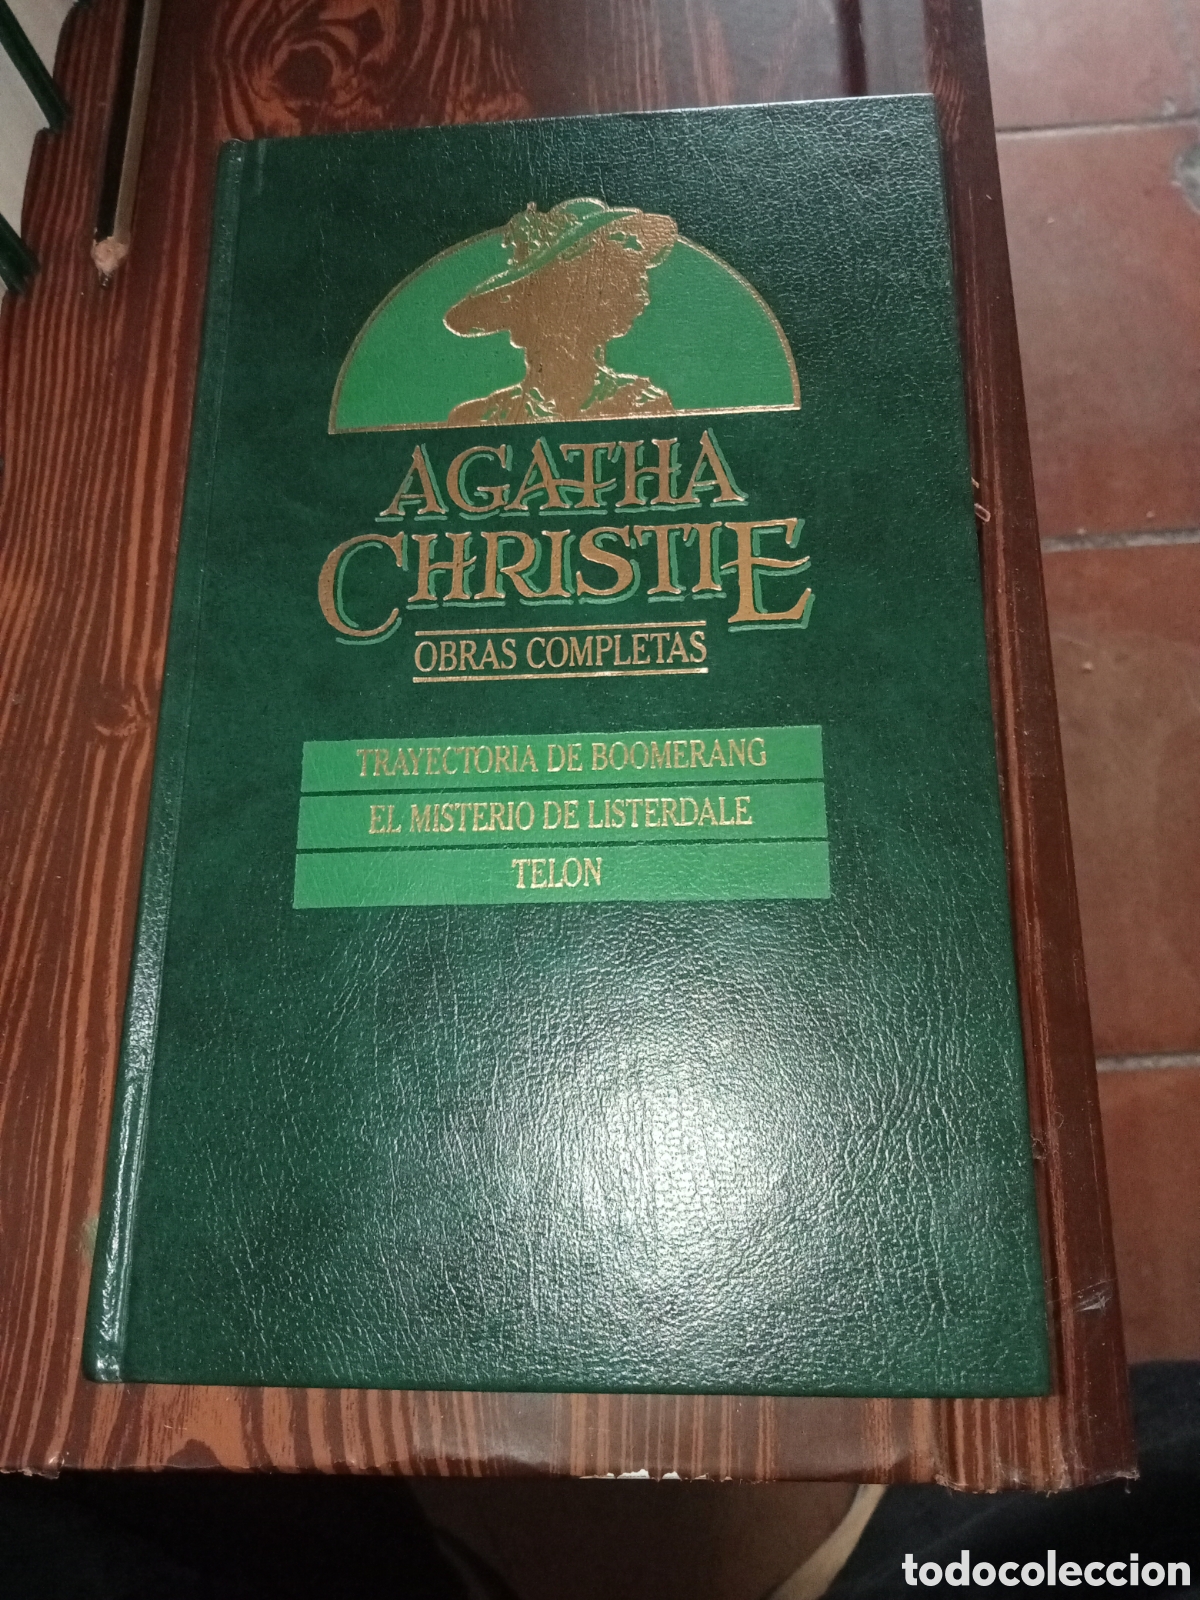 AGATHA
CHRISTIE
OBRAS COMPLETAS
TRAYECTORIA DE BOOMERANG
EL MISTERIO DE LISTERDALE
TELON
todocoleccion